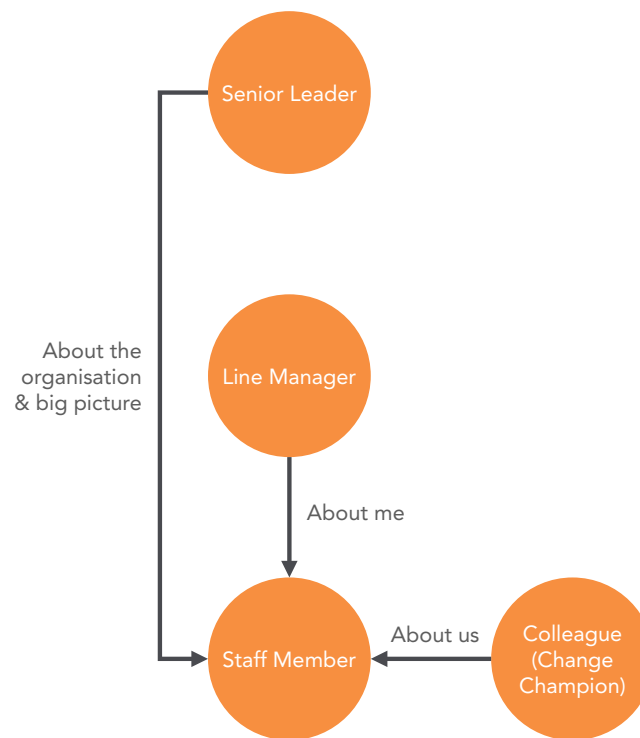 Senior Leader
About the
organisation
& big picture
Line Manager
About me
About us
Staff Member
Colleague
(Change
Champion)